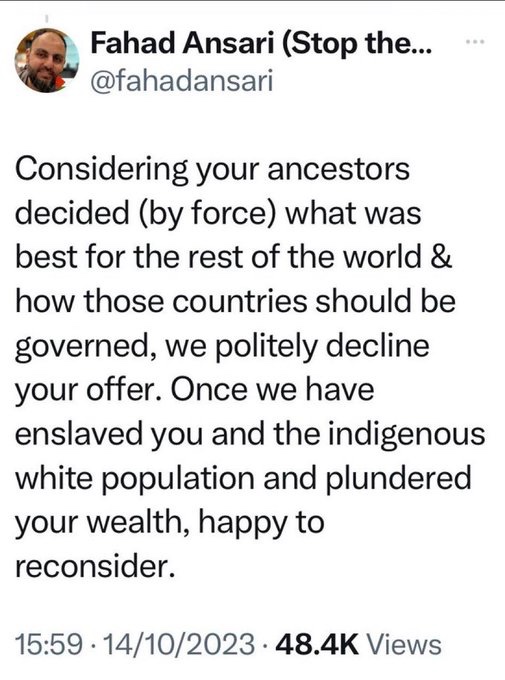 Fahad Ansari (Stop the...
@fahadansari
Considering your ancestors
decided (by force) what was
best for the rest of the world &
how those countries should be
governed, we politely decline
your offer. Once we have
enslaved you and the indigenous
white population and plundered
your wealth, happy to
reconsider.
15:59 · 14/10/2023 · 48.4K Views